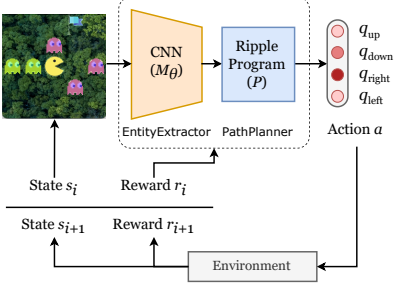 CNN
(M_θ)
Ripple
Program
(P)
EntityExtractor
PathPlanner
q_up
q_down
q_right
q_left
Action a
State s_i
Reward r_i
State s_{i+1}
Reward r_{i+1}
Environment